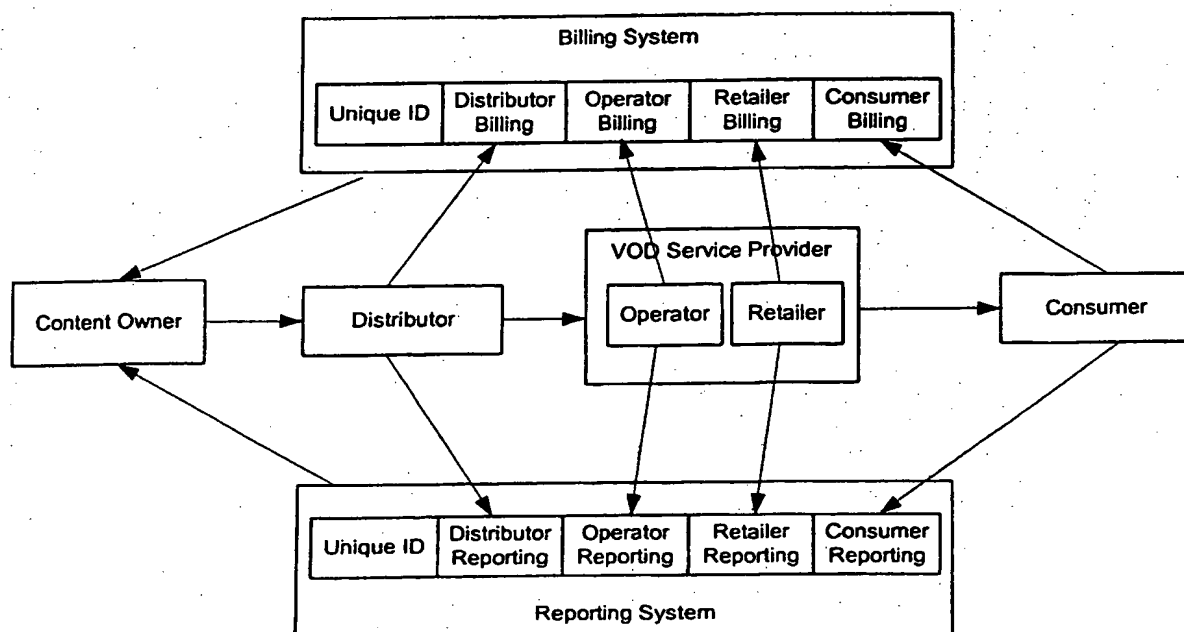 Billing System
Unique ID
Distributor
Billing
Operator
Billing
Retailer
Billing
Consumer
Billing
VOD Service Provider
Content Owner
Distributor
Operator
Retailer
Consumer
Unique ID
Distributor
Reporting
Operator
Reporting
Retailer
Reporting
Consumer
Reporting
Reporting System